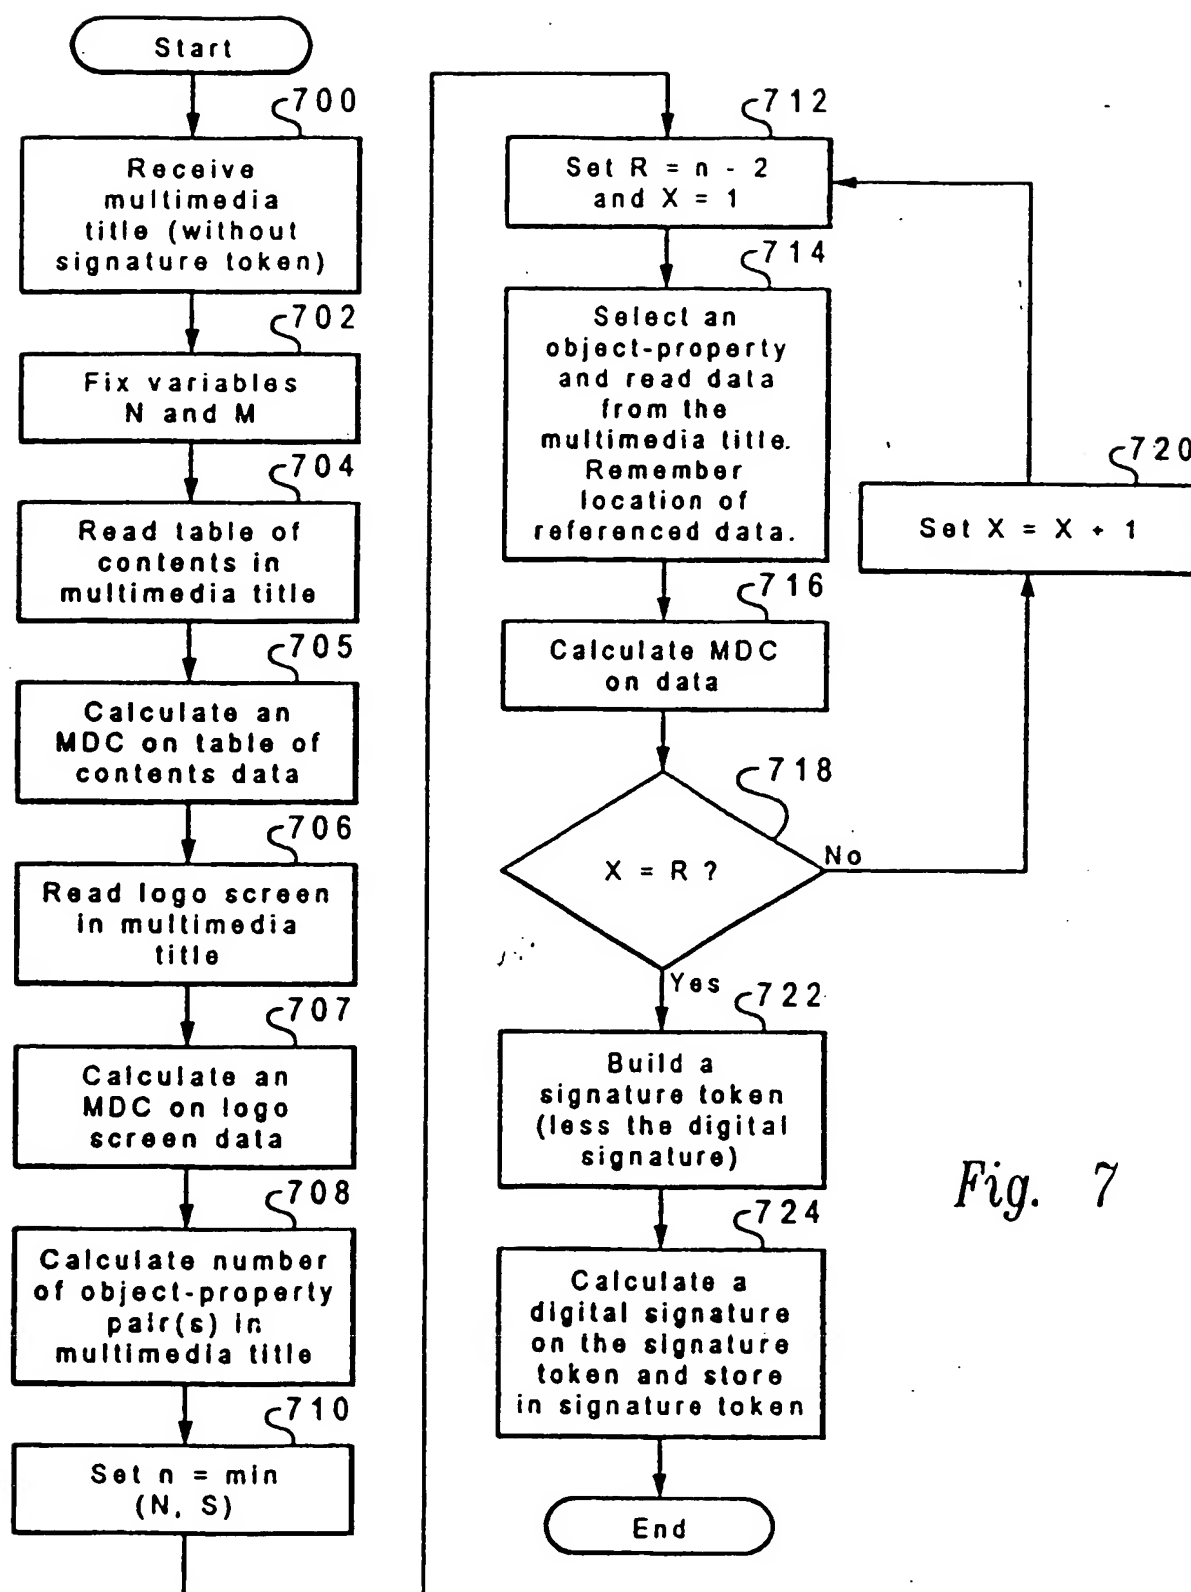 Start
700
Receive
multimedia
title (without
signature token)
702
Fix variables
N and M
704
Read table of
contents in
multimedia title
705
Calculate an
MDC on table of
contents data
706
Read logo screen
in multimedia
title
707
Calculate an
MDC on logo
screen data
708
Calculate number
of object-property
pair(s) in
multimedia title
710
Set n = min
(N, S)
712
Set R = n - 2
and X = 1
714
Select an
object-property
and read data
from the
multimedia title.
Remember
location of
referenced data.
716
Calculate MDC
on data
718
X = R ?
No
720
Set X = X + 1
Yes
722
Build a
signature token
(less the digital
signature)
724
Calculate a
digital signature
on the signature
token and store
in signature token
End
Fig. 7